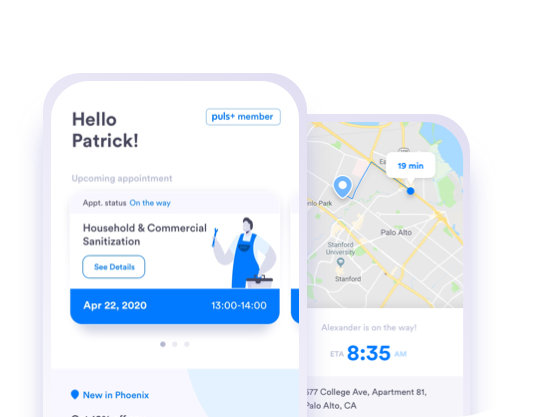 Hello
Patrick!
puls+ member
Upcoming appointment
Appt. status On the way
Household & Commercial
Sanitization
See Details
Apr 22, 2020
13:00-14:00
New in Phoenix
19 min
Palo Alto
Stanford
University
Stanford
Alexander is on the way!
ETA 8:35 AM
577 College Ave, Apartment 81,
Palo Alto, CA